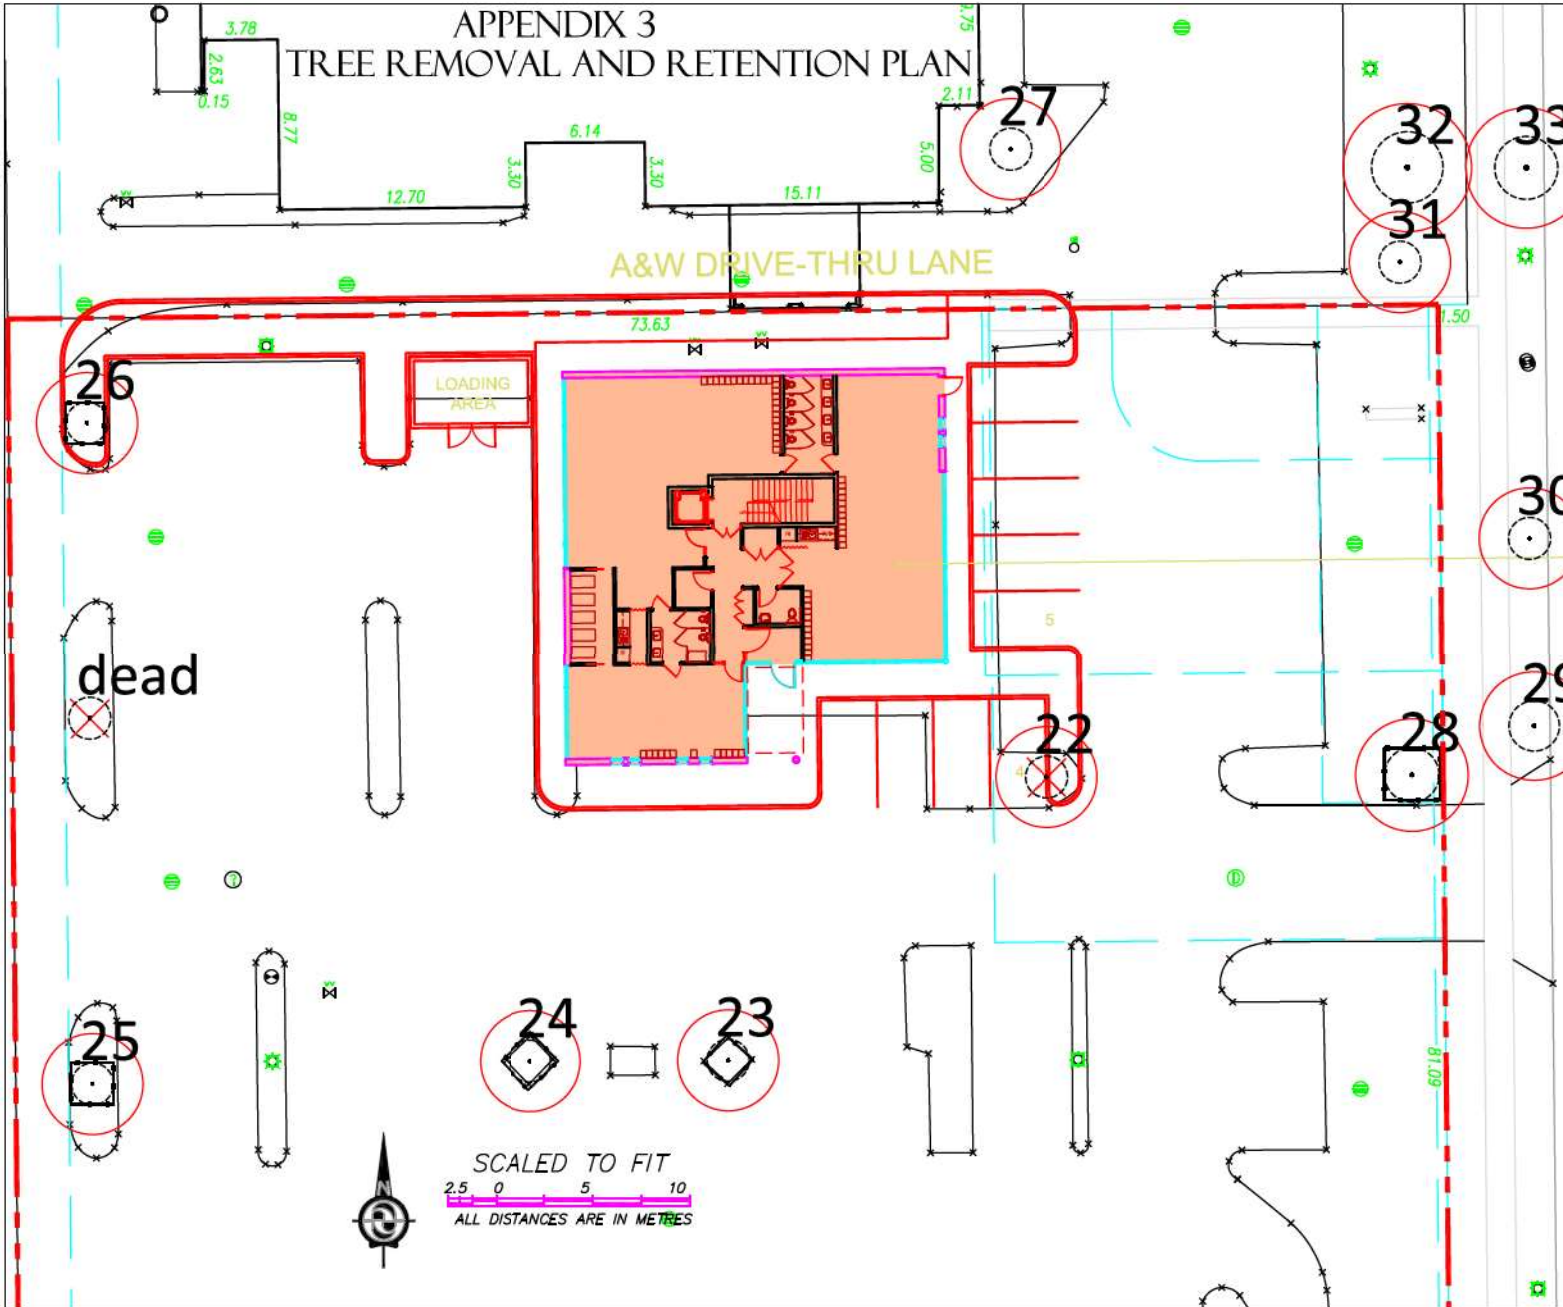 APPENDIX 3
TREE REMOVAL AND RETENTION PLAN
3.78
2.63
0.15
8.77
6.14
3.30
3.30
12.70
15.11
5.00
2.11
27
32
33
31
A&W DRIVE-THRU LANE
73.63
1.50
26
LOADING
AREA
30
5
dead
29
22
28
4
24
23
25
81.09
SCALED TO FIT
N
2.5 0 5 10
ALL DISTANCES ARE IN METRES